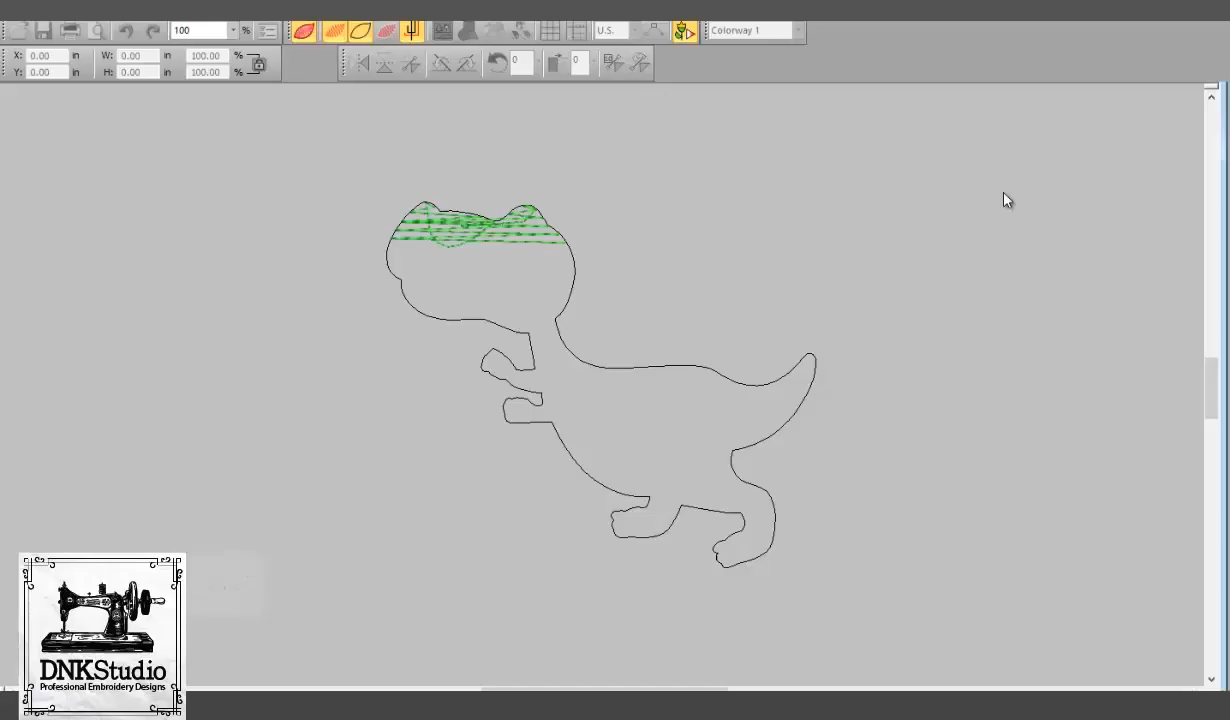 100 % U.S. Colorway 1
X: 0.00 in W: 0.00 in 100.00 % 0 0
Y: 0.00 in H: 0.00 in 100.00 %
DNKStudio
Professional Embroidery Designs